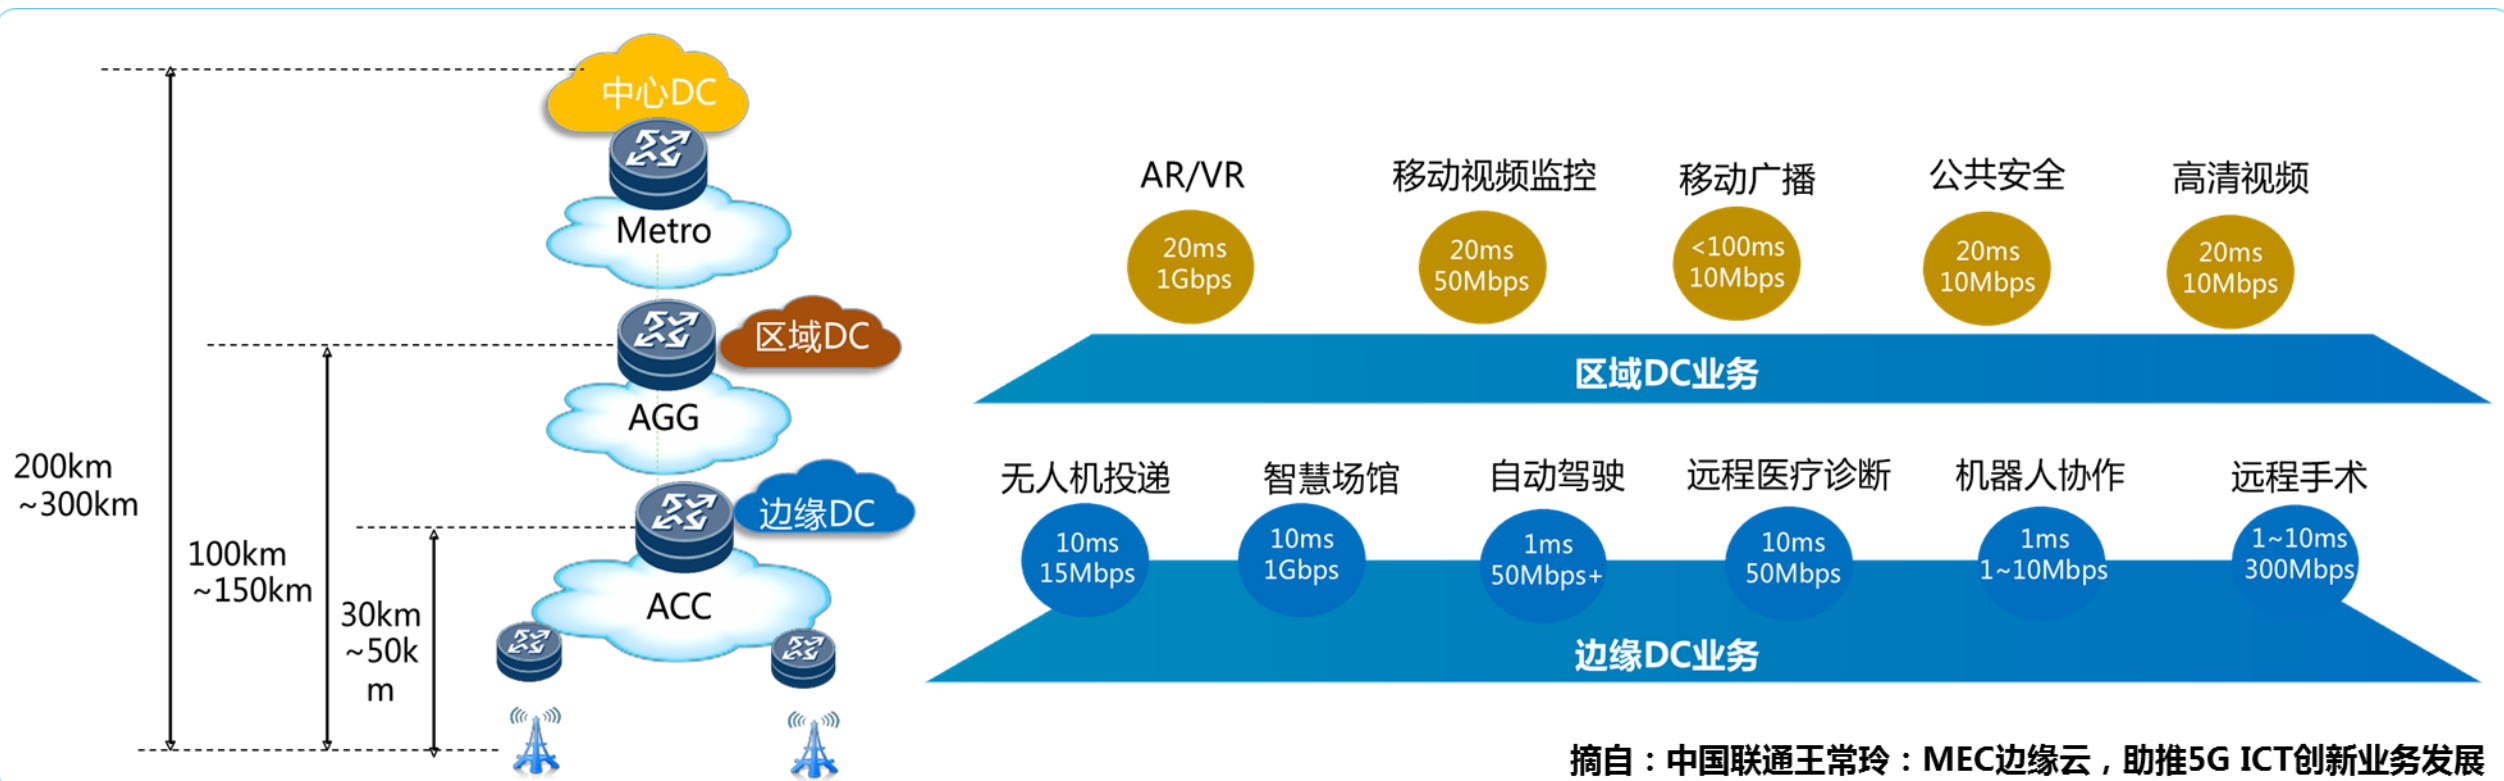 中心DC
Metro
区域DC
AGG
边缘DC
ACC
200km
~300km
100km
~150km
30km
~50k
m
AR/VR
20ms
1Gbps
移动视频监控
20ms
50Mbps
移动广播
<100ms
10Mbps
公共安全
20ms
10Mbps
高清视频
20ms
10Mbps
区域DC业务
无人机投递
10ms
15Mbps
智慧场馆
10ms
1Gbps
自动驾驶
1ms
50Mbps+
远程医疗诊断
10ms
50Mbps
机器人协作
1ms
1~10Mbps
远程手术
1~10ms
300Mbps
边缘DC业务
摘自：中国联通王常玲：MEC边缘云，助推5G ICT创新业务发展